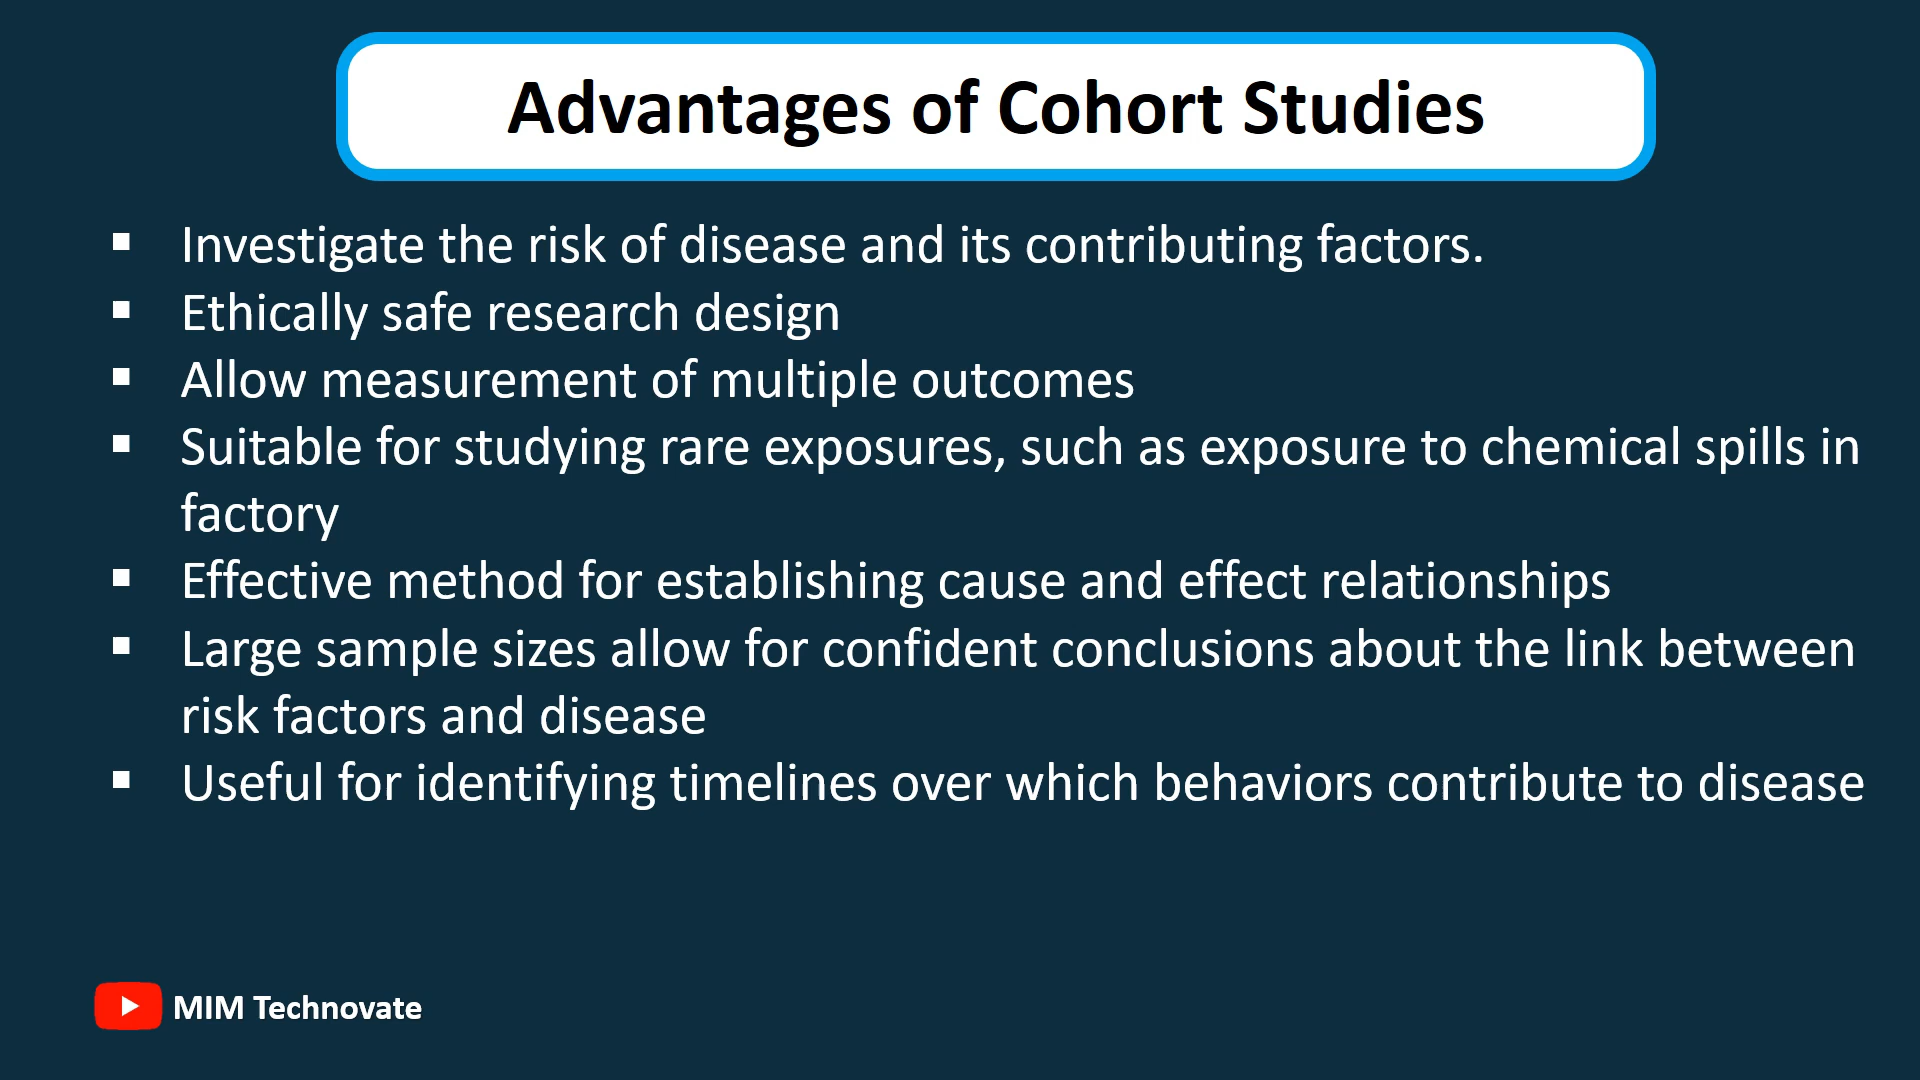 Advantages of Cohort Studies
▪ Investigate the risk of disease and its contributing factors.
▪ Ethically safe research design
▪ Allow measurement of multiple outcomes
▪ Suitable for studying rare exposures, such as exposure to chemical spills in
factory
▪ Effective method for establishing cause and effect relationships
▪ Large sample sizes allow for confident conclusions about the link between
risk factors and disease
▪ Useful for identifying timelines over which behaviors contribute to disease
MIM Technovate